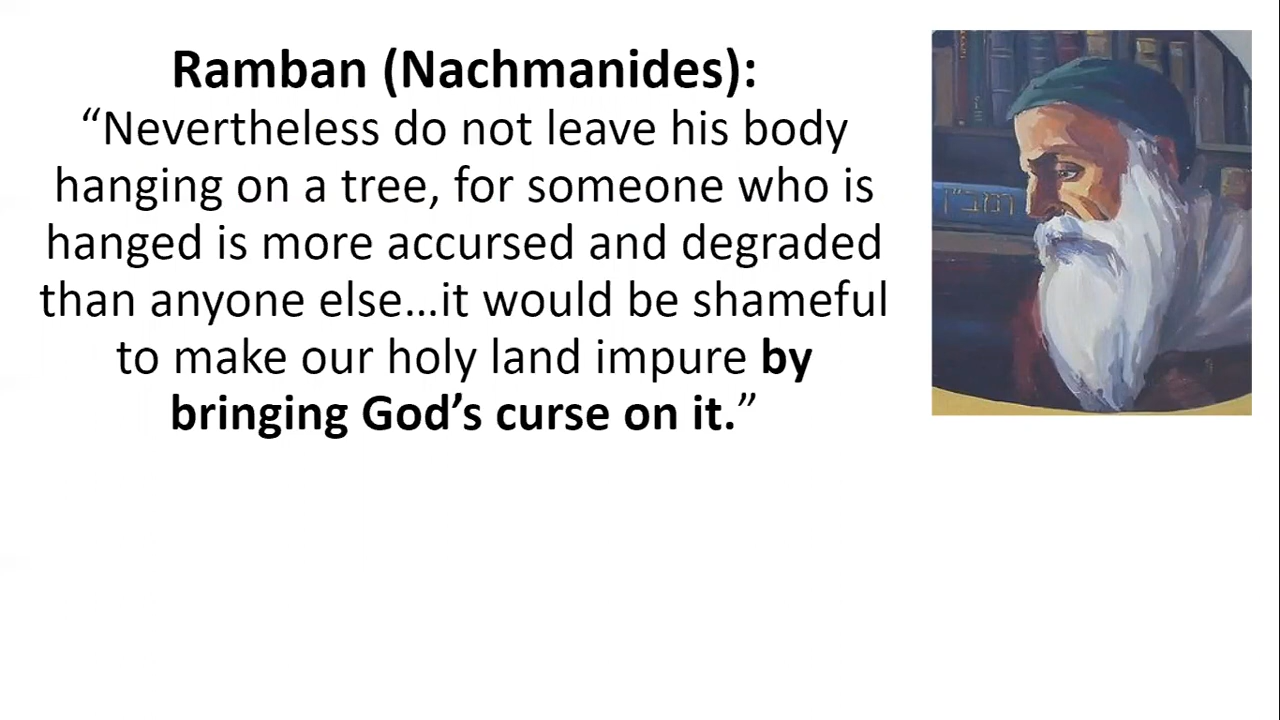 Ramban (Nachmanides):
“Nevertheless do not leave his body
hanging on a tree, for someone who is
hanged is more accursed and degraded
than anyone else…it would be shameful
to make our holy land impure by
bringing God’s curse on it.”
רמב"ן